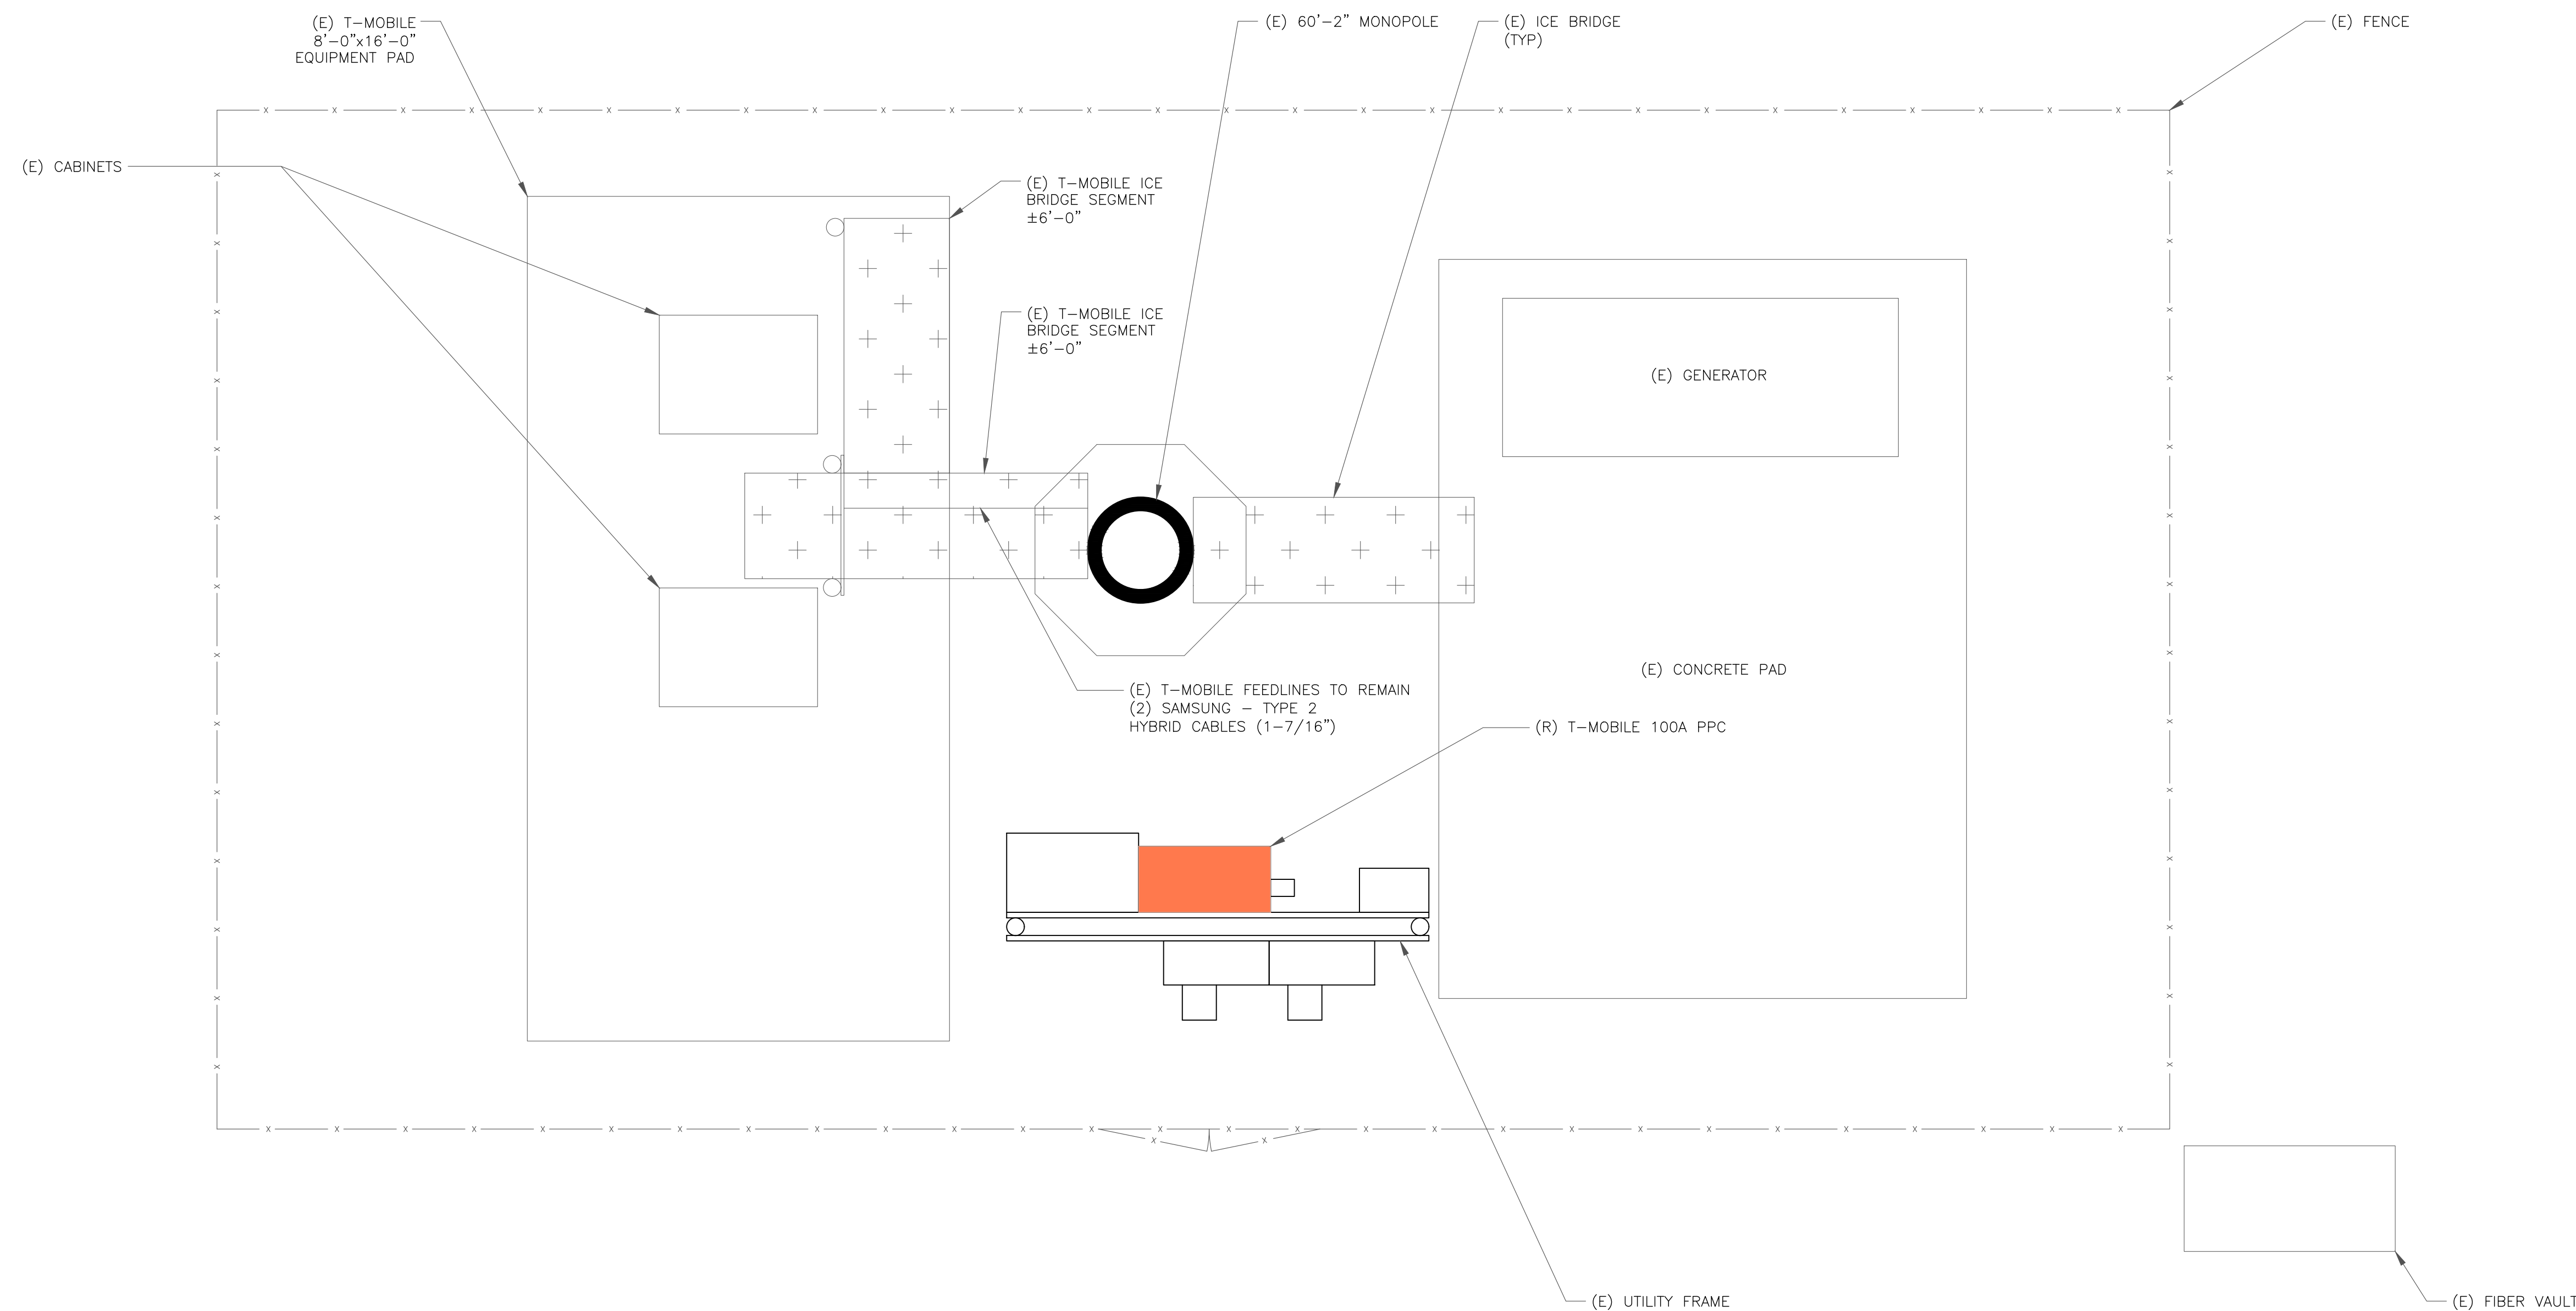 (E) T-MOBILE
8'-0"x16'-0"
EQUIPMENT PAD
(E) 60'-2" MONOPOLE
(E) ICE BRIDGE
(TYP)
(E) FENCE
(E) CABINETS
(E) T-MOBILE ICE
BRIDGE SEGMENT
±6'-0"
(E) T-MOBILE ICE
BRIDGE SEGMENT
±6'-0"
(E) GENERATOR
(E) CONCRETE PAD
(E) T-MOBILE FEEDLINES TO REMAIN
(2) SAMSUNG - TYPE 2
HYBRID CABLES (1-7/16")
(R) T-MOBILE 100A PPC
(E) UTILITY FRAME
(E) FIBER VAULT